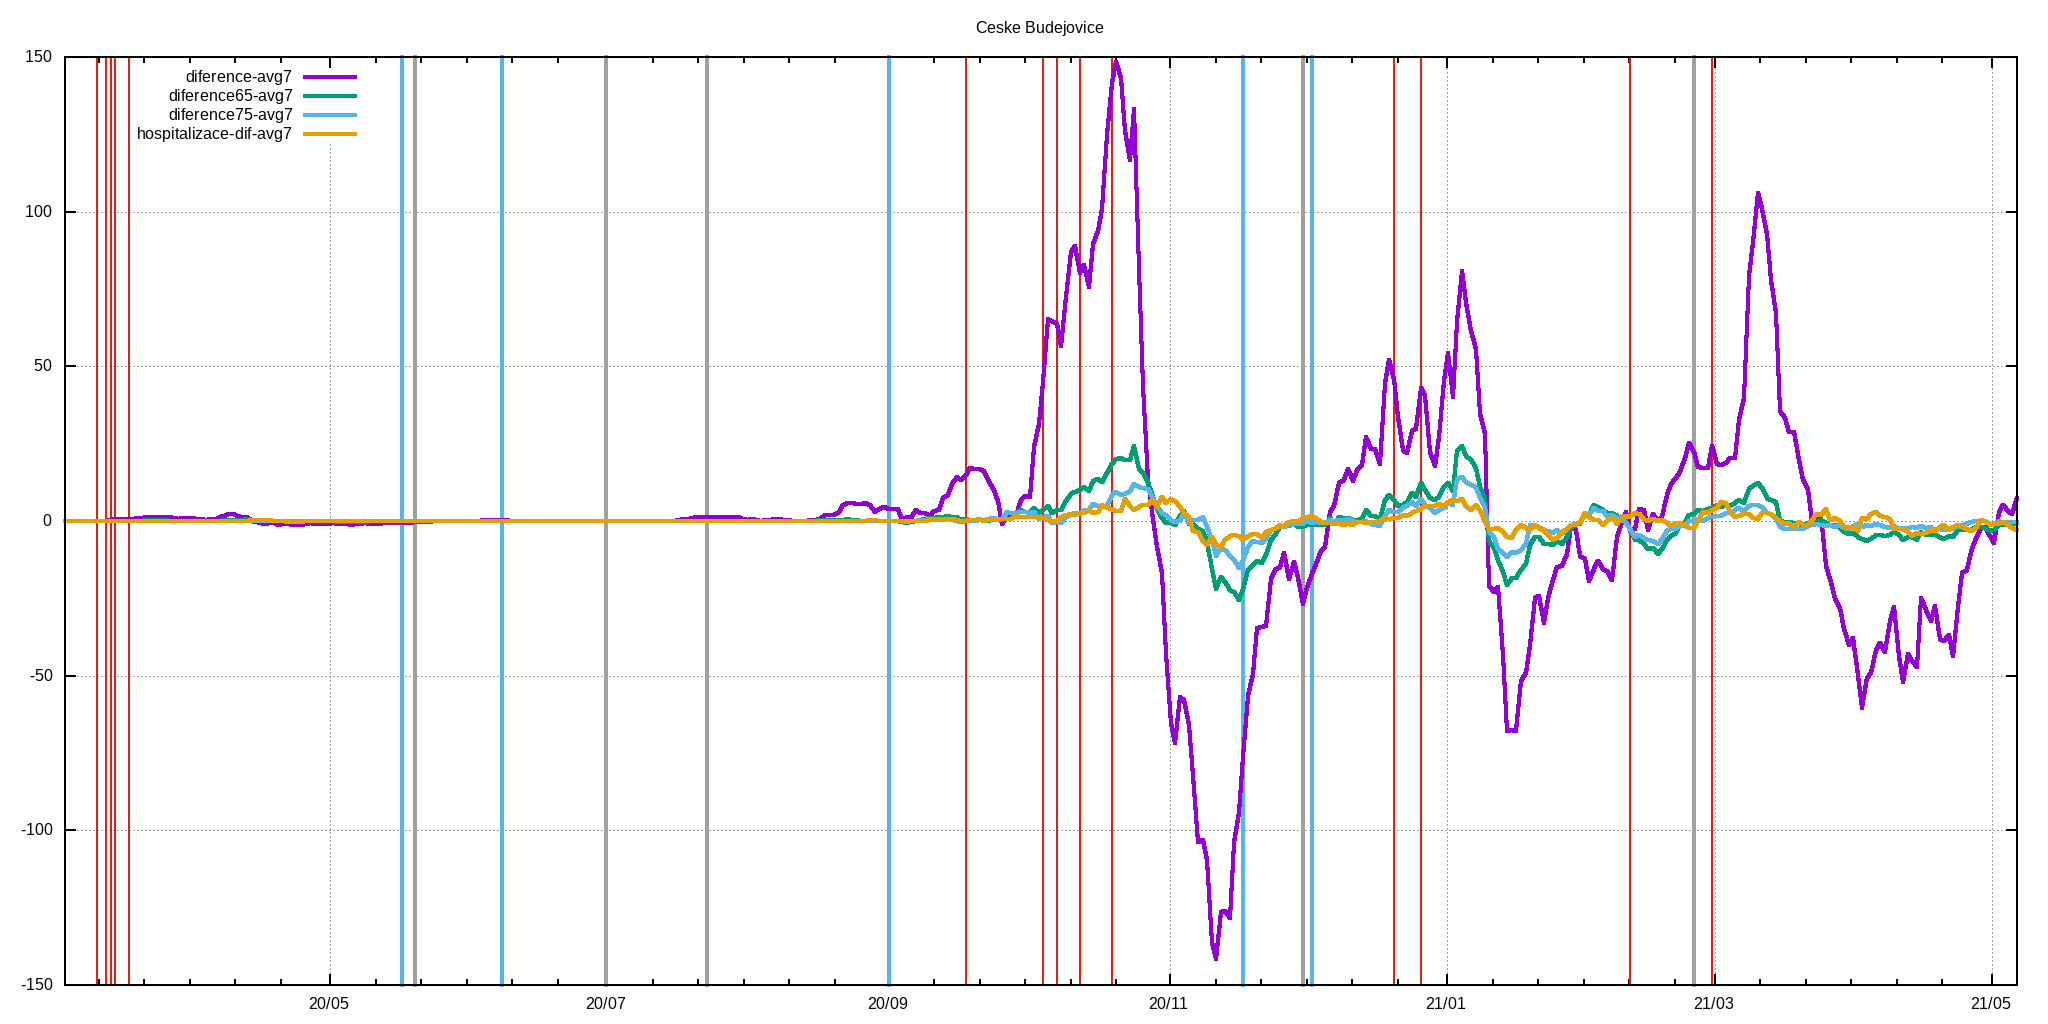 Ceske Budejovice
150
diference-avg7
diference65-avg7
diference75-avg7
hospitalizace-dif-avg7
100
50
0
-50
-100
-150
20/05
20/07
20/09
20/11
21/01
21/03
21/05